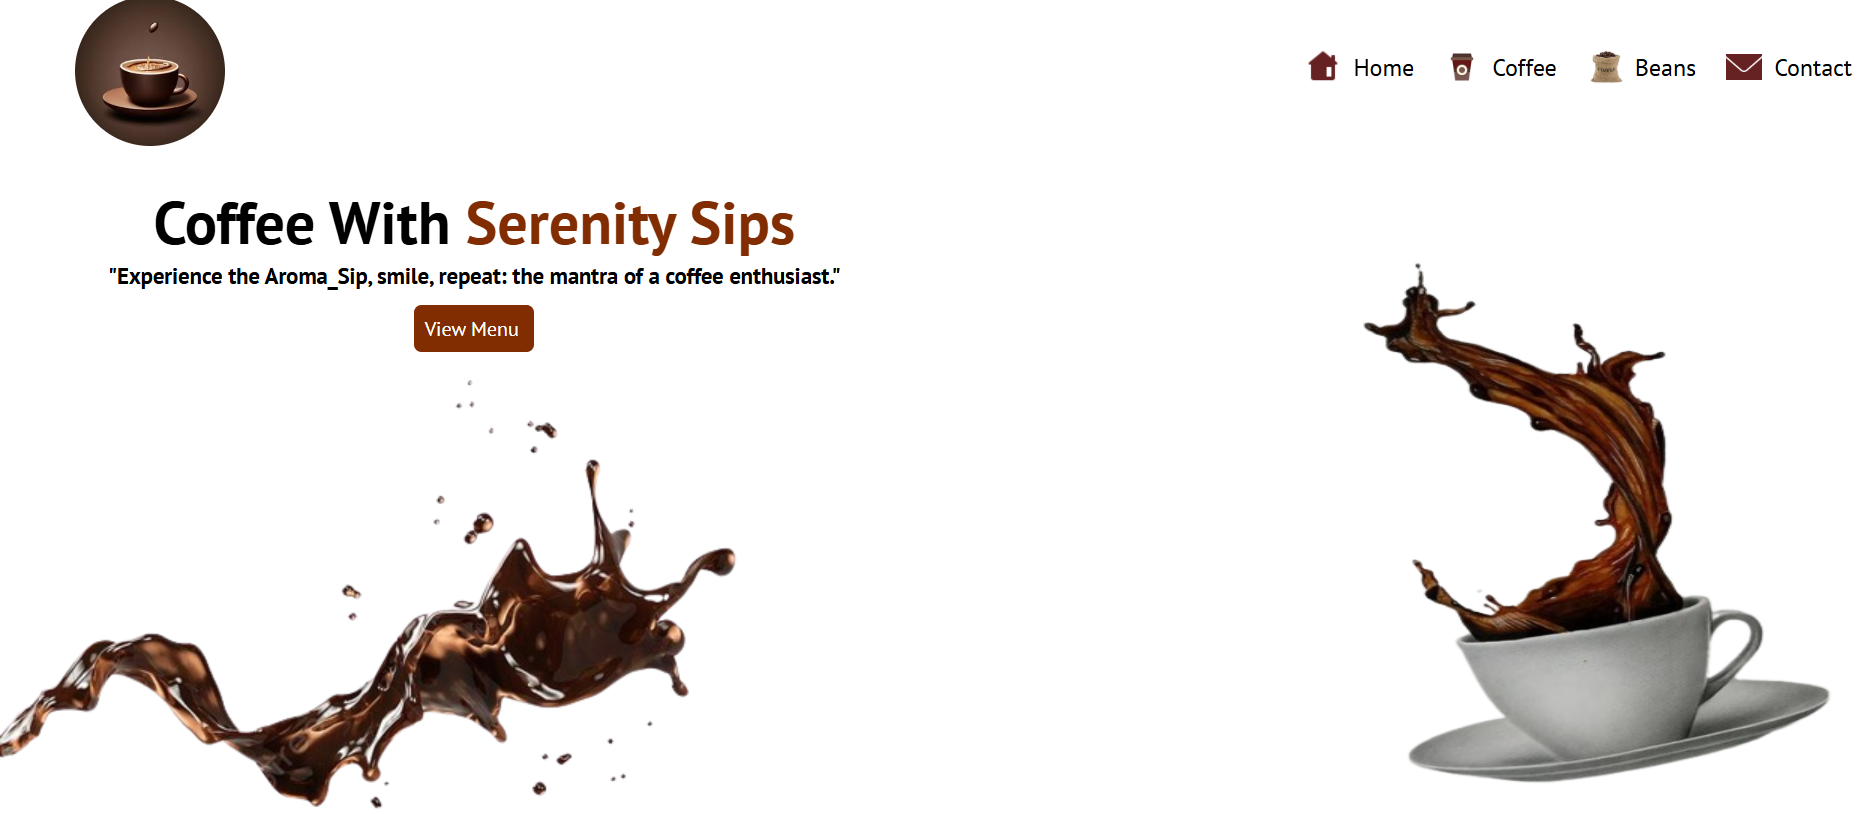 Home Coffee Beans Contact
Coffee With Serenity Sips
"Experience the Aroma_Sip, smile, repeat: the mantra of a coffee enthusiast."
View Menu